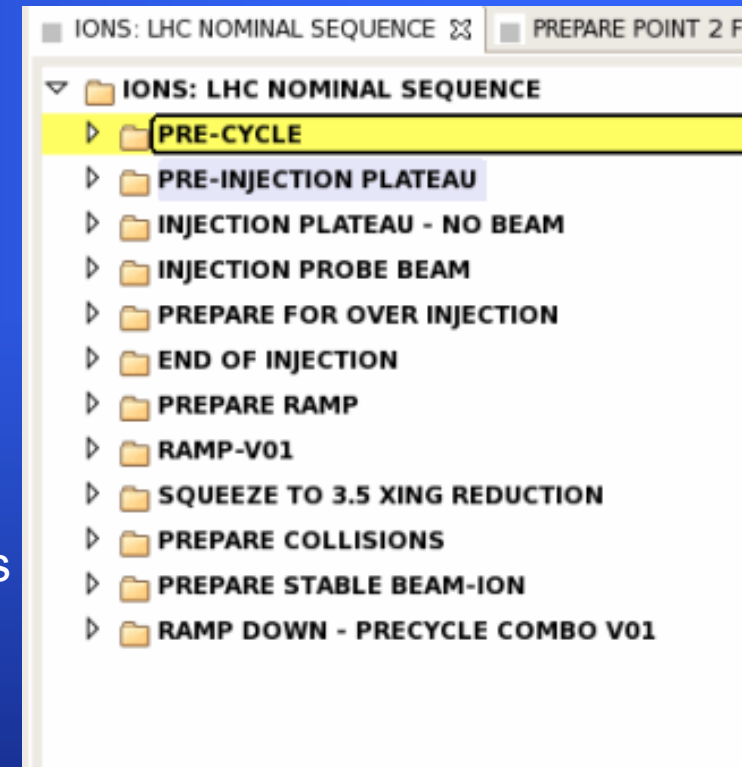 IONS: LHC NOMINAL SEQUENCE PREPARE POINT 2 F
IONS: LHC NOMINAL SEQUENCE
PRE-CYCLE
PRE-INJECTION PLATEAU
INJECTION PLATEAU - NO BEAM
INJECTION PROBE BEAM
PREPARE FOR OVER INJECTION
END OF INJECTION
PREPARE RAMP
RAMP-V01
SQUEEZE TO 3.5 XING REDUCTION
PREPARE COLLISIONS
s
PREPARE STABLE BEAM-ION
RAMP DOWN - PRECYCLE COMBO V01